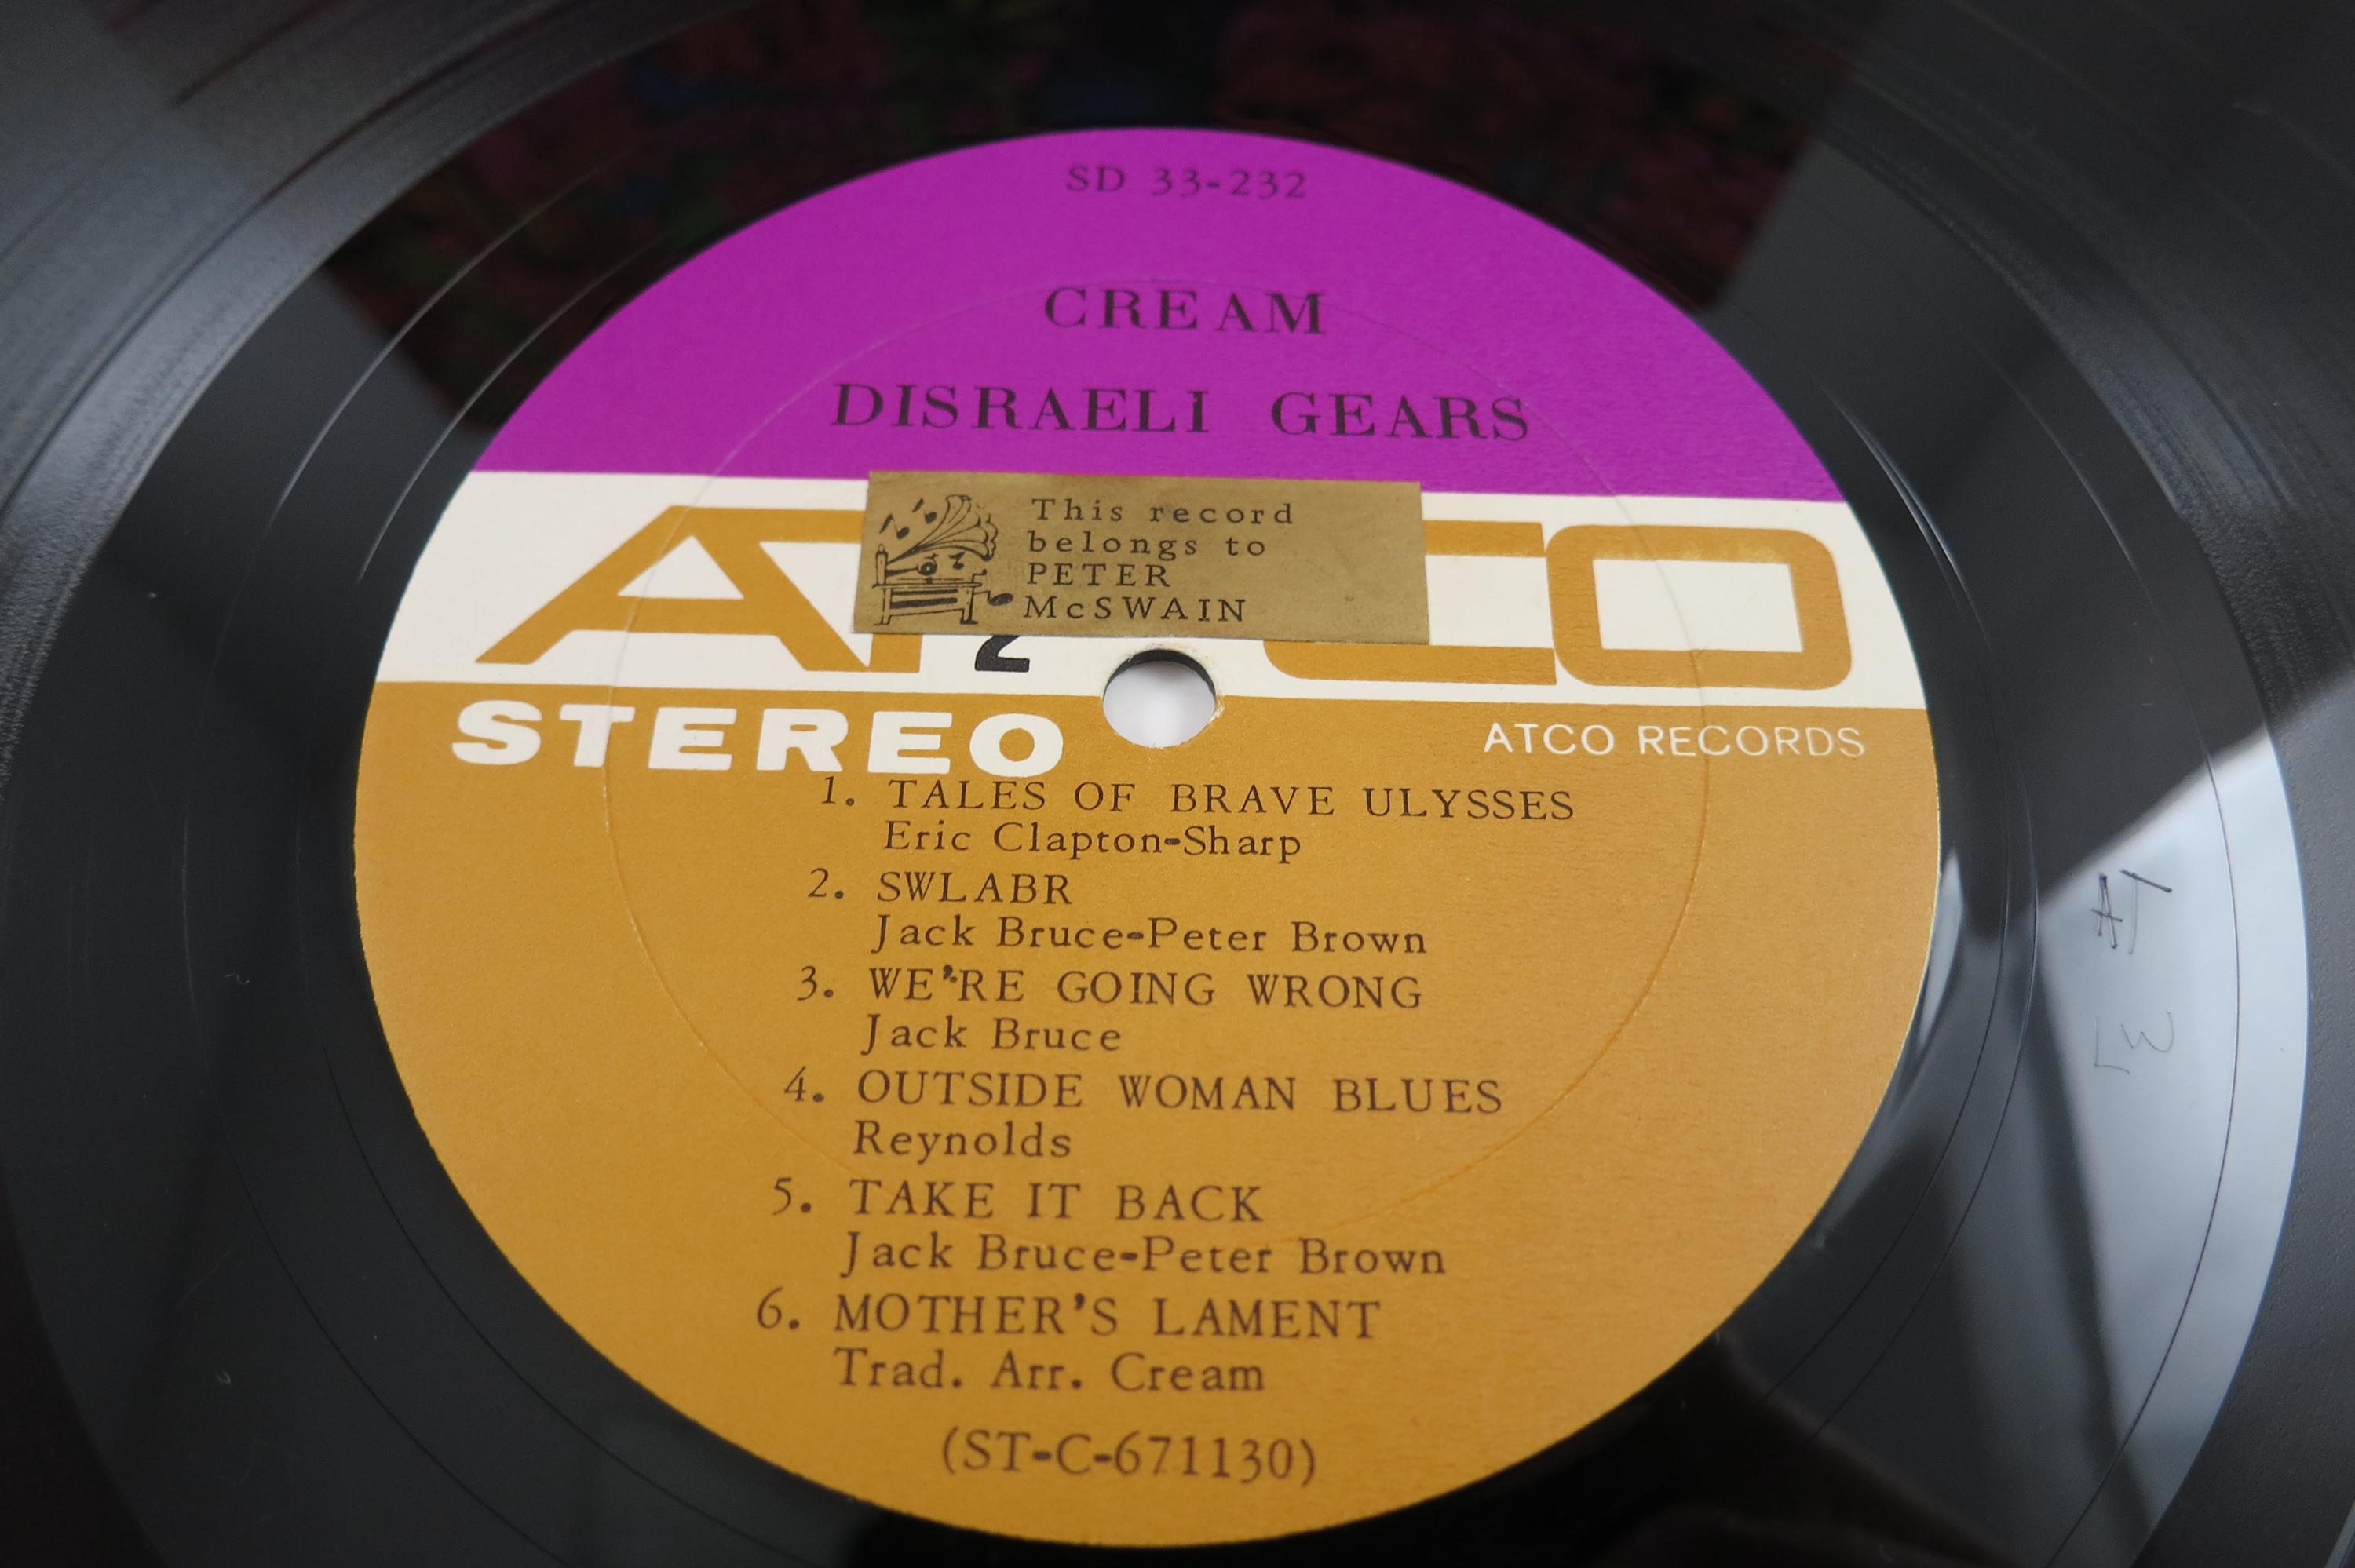 SD 33-232
CREAM
DISRAELI GEARS
This record
belongs to
PETER
McSWAIN
2
STEREO
ATCO RECORDS
1. TALES OF BRAVE ULYSSES
Eric Clapton-Sharp
2. SWLABR
Jack Bruce-Peter Brown
3. WE'RE GOING WRONG
Jack Bruce
4. OUTSIDE WOMAN BLUES
Reynolds
5. TAKE IT BACK
Jack Bruce-Peter Brown
6. MOTHER'S LAMENT
Trad. Arr. Cream
(ST-C-671130)